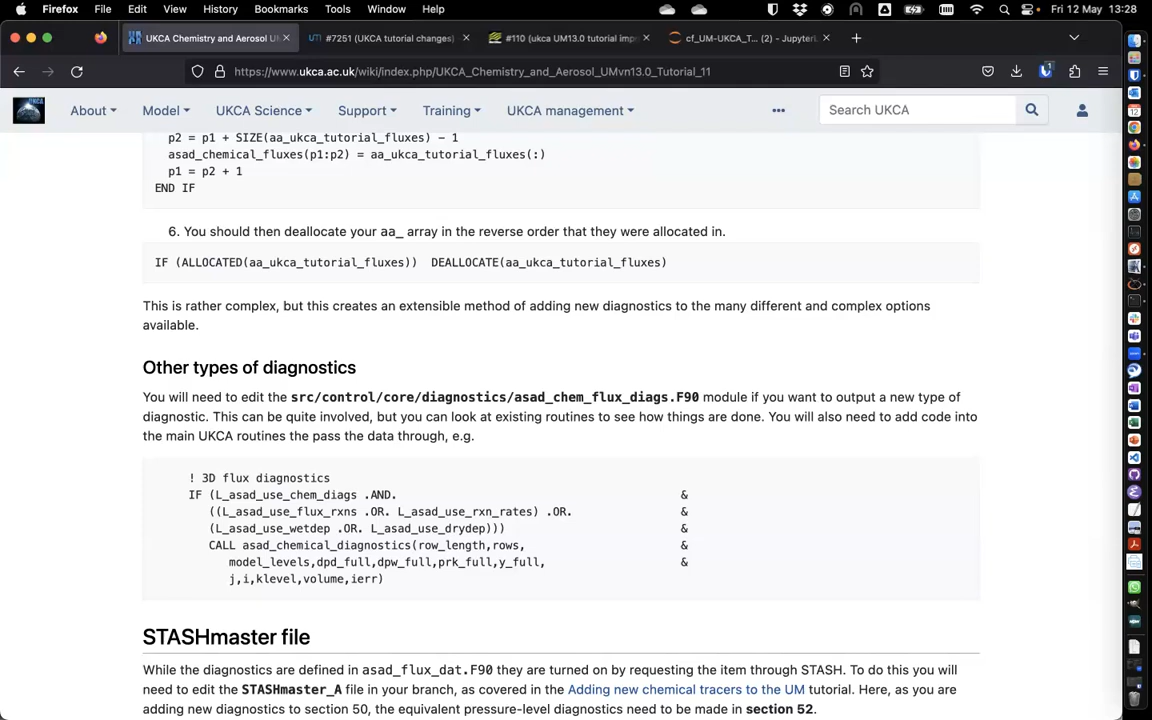 Firefox File Edit View History Bookmarks Tools Window Help Fri 12 May 13:28
UKCA Chemistry and Aerosol U
#7251 (UKCA tutorial changes)
#110 (ukca UM13.0 tutorial imp
cf_UM-UKCA_T... (2) - Jupyter
https://www.ukca.ac.uk/wiki/index.php/UKCA_Chemistry_and_Aerosol_UMvn13.0_Tutorial_11
About Model UKCA Science Support Training UKCA management ••• Search UKCA
p2 = p1 + SIZE(aa_ukca_tutorial_fluxes) - 1
asad_chemical_fluxes(p1:p2) = aa_ukca_tutorial_fluxes(:)
p1 = p2 + 1
END IF
6. You should then deallocate your aa_ array in the reverse order that they were allocated in.
IF (ALLOCATED(aa_ukca_tutorial_fluxes)) DEALLOCATE(aa_ukca_tutorial_fluxes)
This is rather complex, but this creates an extensible method of adding new diagnostics to the many different and complex options
available.
Other types of diagnostics
You will need to edit the src/control/core/diagnostics/asad_chem_flux_diags.F90 module if you want to output a new type of
diagnostic. This can be quite involved, but you can look at existing routines to see how things are done. You will also need to add code into
the main UKCA routines the pass the data through, e.g.
! 3D flux diagnostics
IF (L_asad_use_chem_diags .AND. &
((L_asad_use_flux_rxns .OR. L_asad_use_rxn_rates) .OR. &
(L_asad_use_wetdep .OR. L_asad_use_drydep))) &
CALL asad_chemical_diagnostics(row_length,rows, &
model_levels,dpd_full,dpw_full,prk_full,y_full, &
j,i,klevel,volume,ierr)
STASHmaster file
While the diagnostics are defined in asad_flux_dat.F90 they are turned on by requesting the item through STASH. To do this you will
need to edit the STASHmaster_A file in your branch, as covered in the Adding new chemical tracers to the UM tutorial. Here, as you are
adding new diagnostics to section 50, the equivalent pressure-level diagnostics need to be made in section 52.